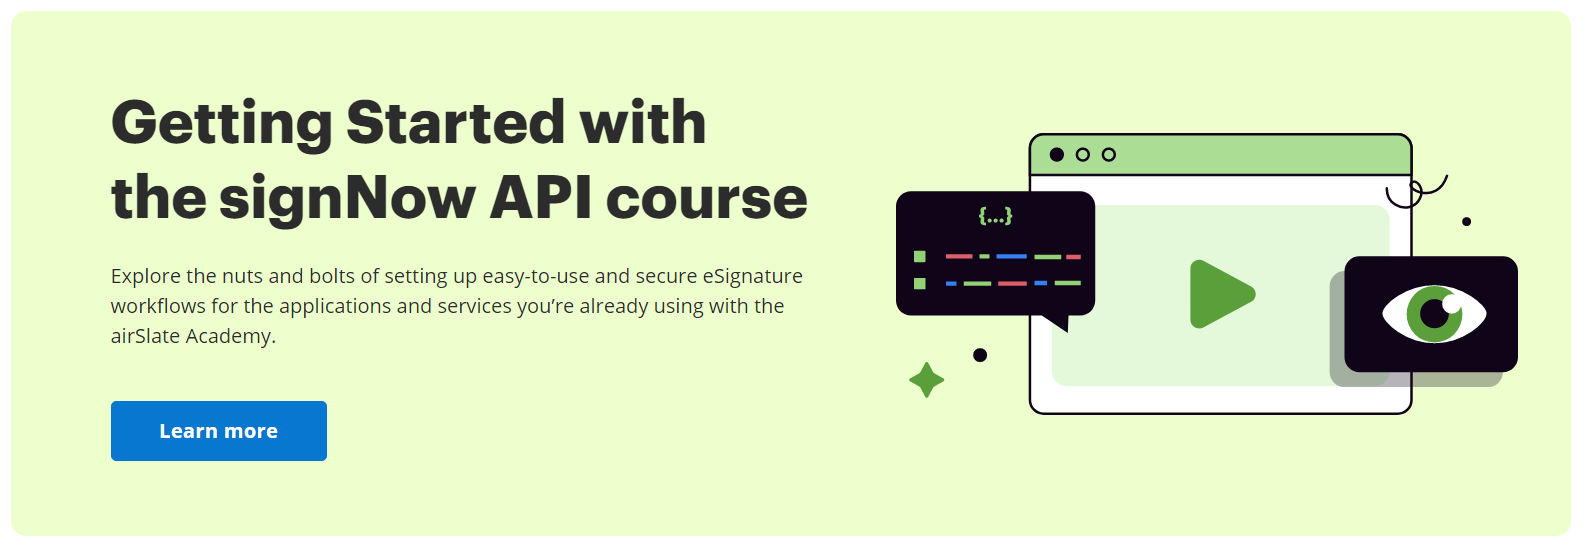 Getting Started with
the signNow API course
{...}
Explore the nuts and bolts of setting up easy-to-use and secure eSignature
workflows for the applications and services you’re already using with the
airSlate Academy.
Learn more